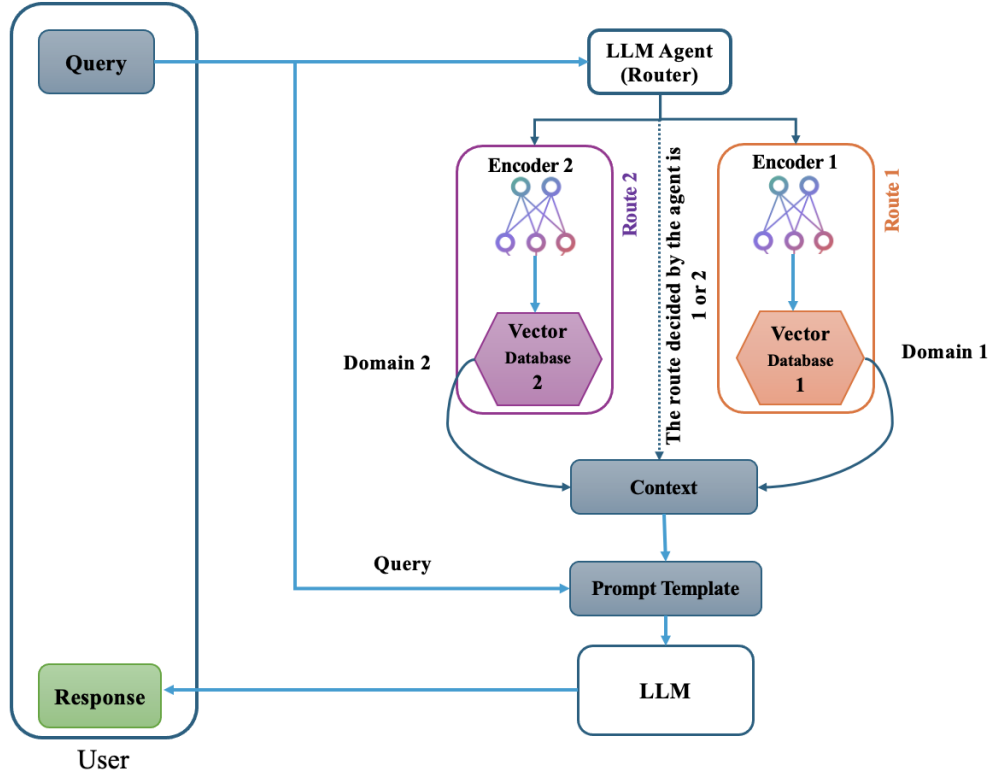 Query
LLM Agent
(Router)
Encoder 2
Route 2
The route decided by the agent is
1 or 2
Encoder 1
Route 1
Vector
Database
2
Vector
Database
1
Domain 2
Domain 1
Context
Query
Prompt Template
LLM
Response
User